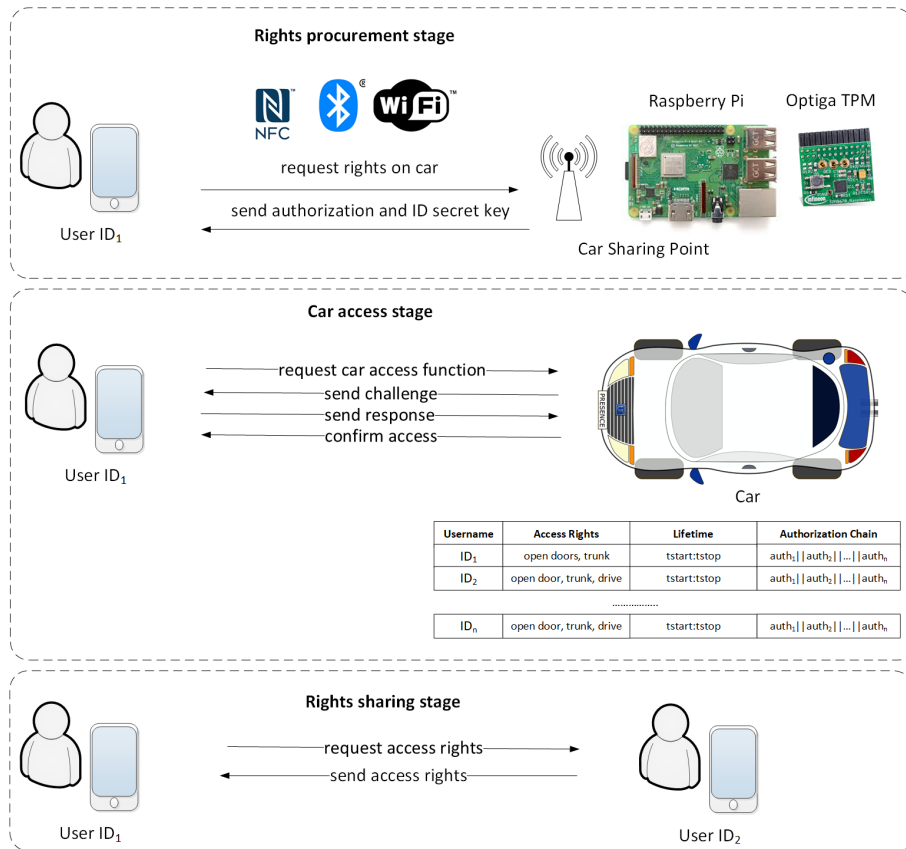 Rights procurement stage
NFC
™
WiFi™
Raspberry Pi
Optiga TPM
request rights on car
send authorization and ID secret key
User ID₁
Car Sharing Point
Car access stage
request car access function
send challenge
send response
confirm access
PRESENCE
User ID₁
Car
Username Access Rights Lifetime Authorization Chain
ID₁ open doors, trunk tstart:tstop auth₁||auth₂||...||authₙ
ID₂ open door, trunk, drive tstart:tstop auth₁||auth₂||...||authₙ
................
IDₙ open door, trunk, drive tstart:tstop auth₁||auth₂||...||authₙ
Rights sharing stage
request access rights
send access rights
User ID₁
User ID₂